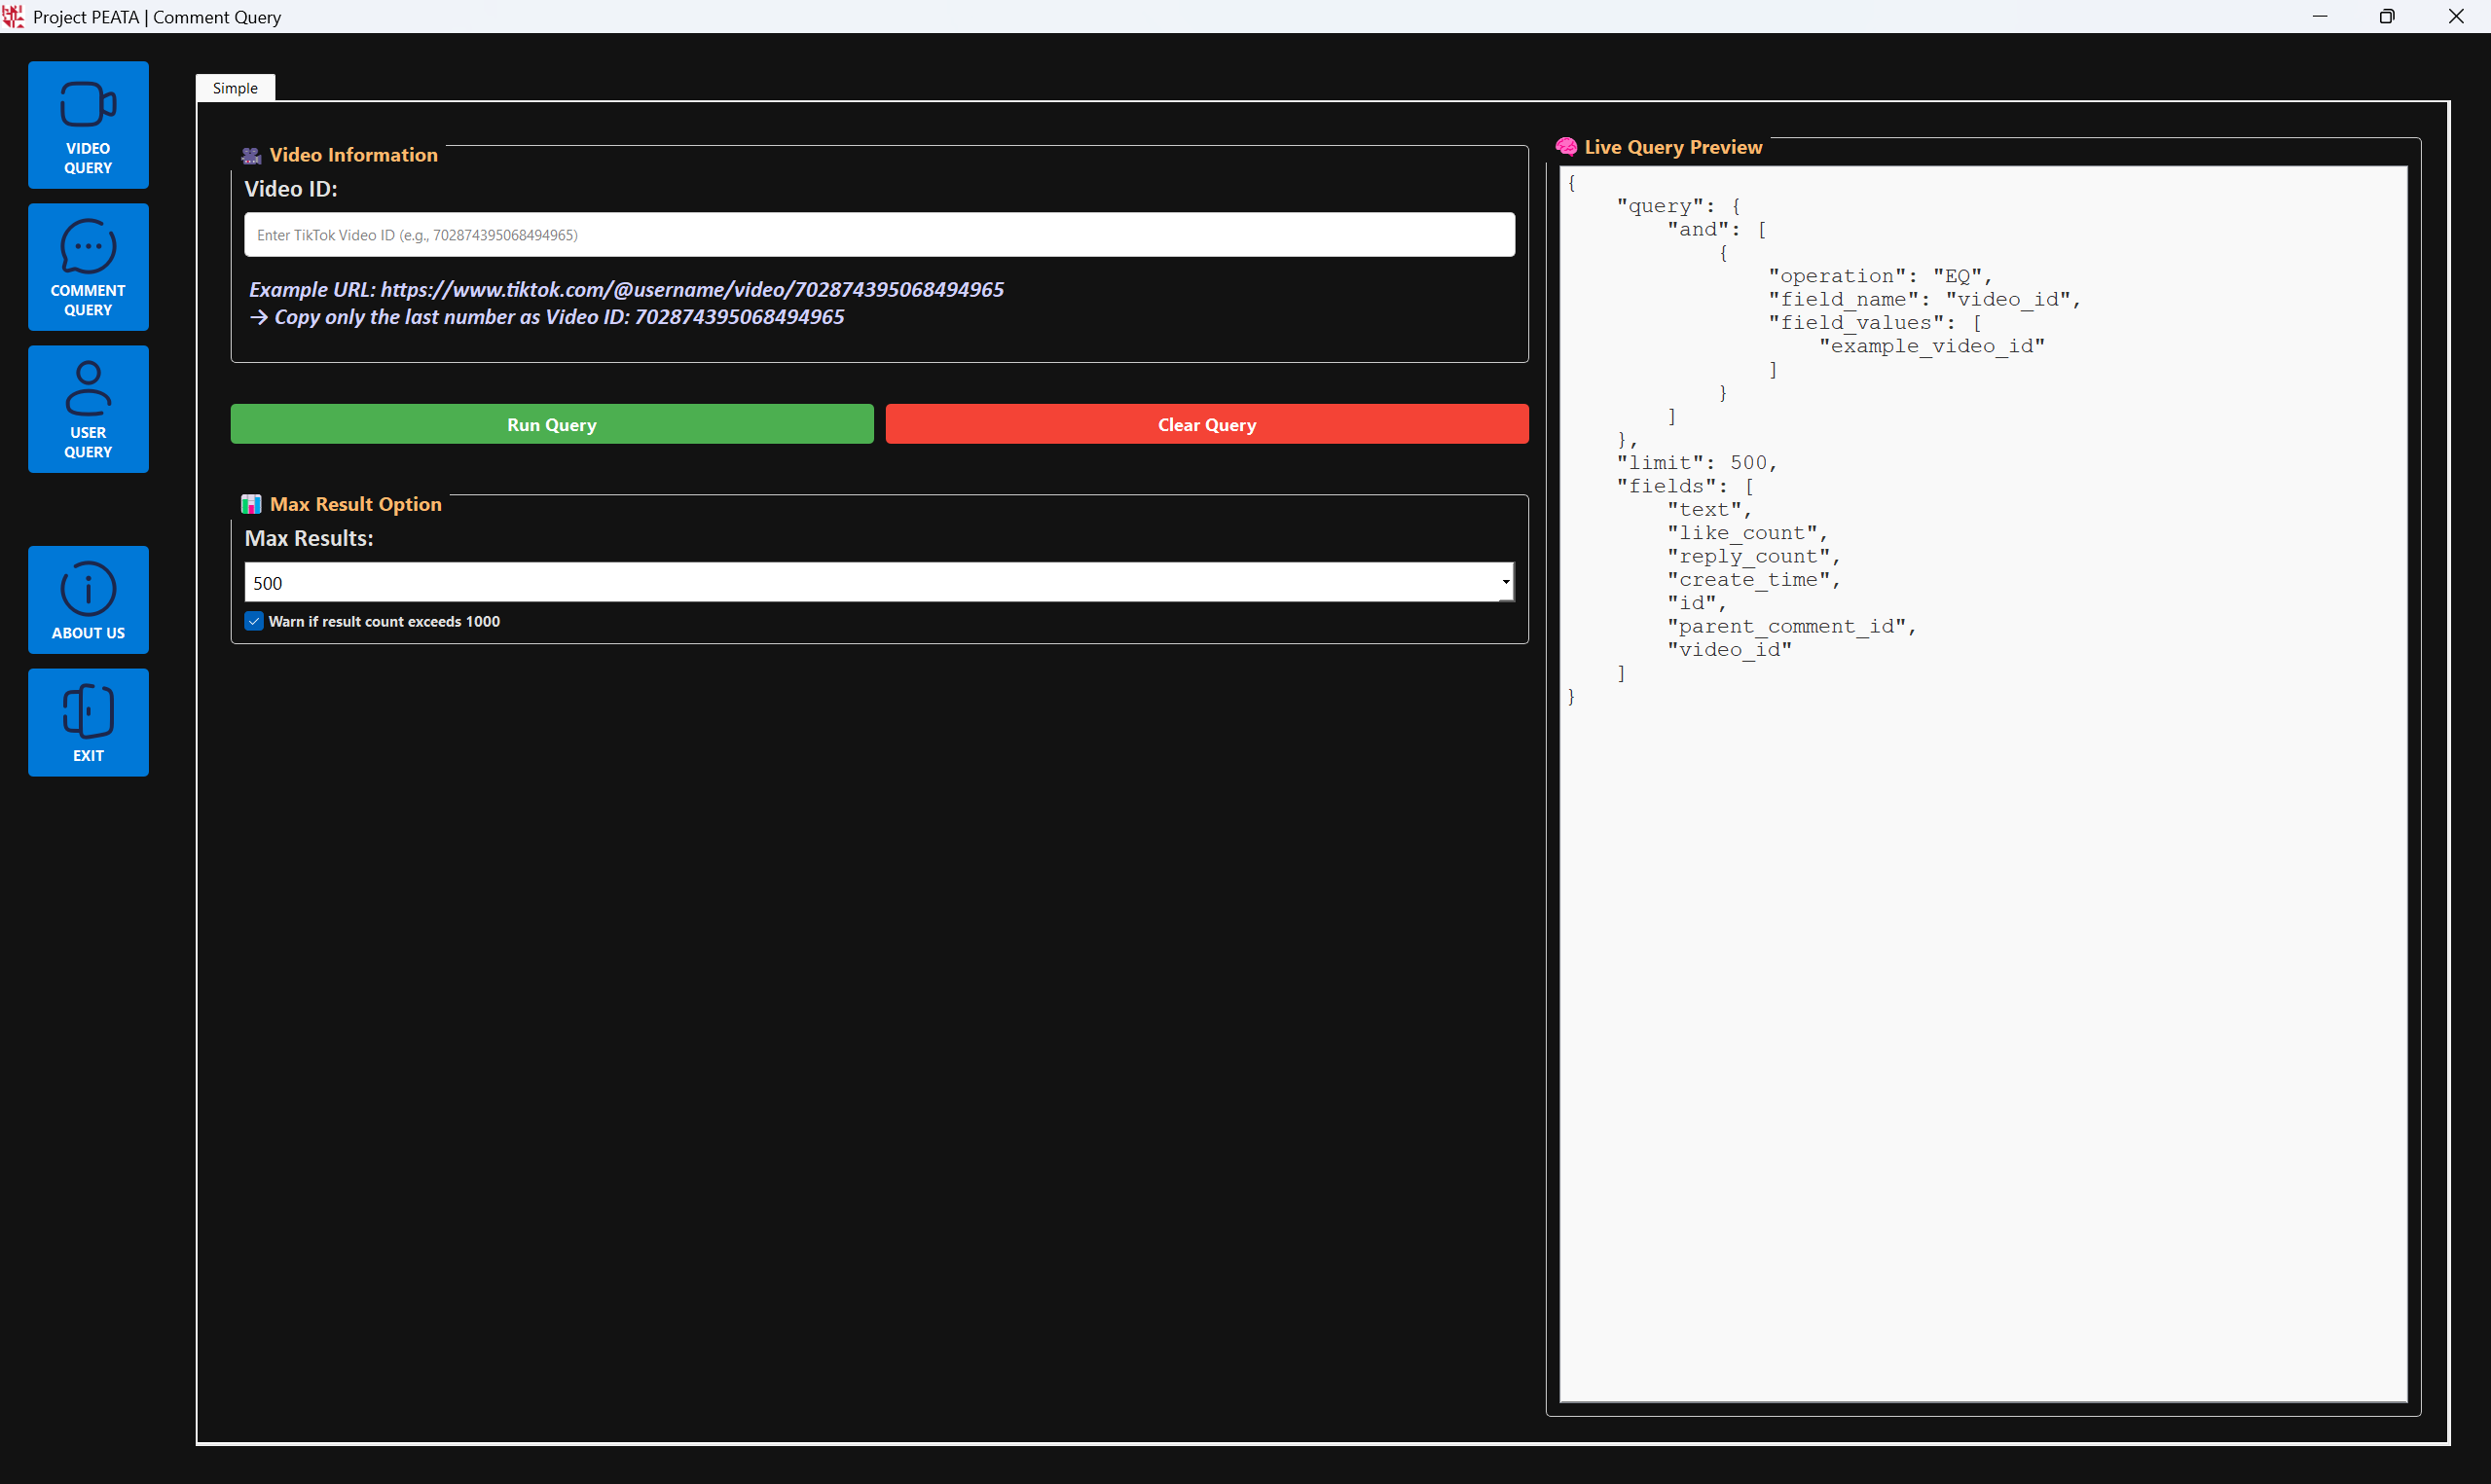 Project PEATA | Comment Query
VIDEO
QUERY
COMMENT
QUERY
USER
QUERY
ABOUT US
EXIT
Simple
Video Information
Video ID:
Enter TikTok Video ID (e.g., 702874395068494965)
Example URL: https://www.tiktok.com/@username/video/702874395068494965
→ Copy only the last number as Video ID: 702874395068494965
Run Query
Clear Query
Max Result Option
Max Results:
500
Warn if result count exceeds 1000
Live Query Preview
{
    "query": {
        "and": [
            {
                "operation": "EQ",
                "field_name": "video_id",
                "field_values": [
                    "example_video_id"
                ]
            }
        ]
    },
    "limit": 500,
    "fields": [
        "text",
        "like_count",
        "reply_count",
        "create_time",
        "id",
        "parent_comment_id",
        "video_id"
    ]
}